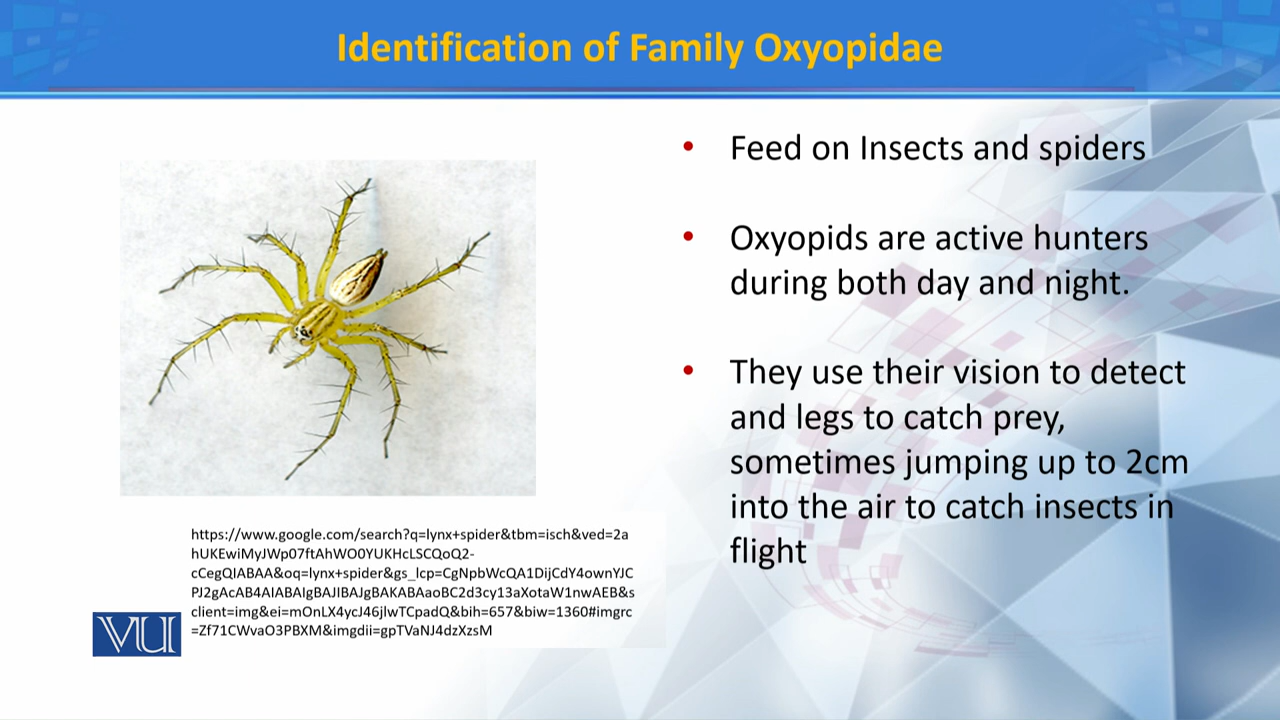 Identification of Family Oxyopidae
• Feed on Insects and spiders
• Oxyopids are active hunters
during both day and night.
• They use their vision to detect
and legs to catch prey,
sometimes jumping up to 2cm
into the air to catch insects in
flight
https://www.google.com/search?q=lynx+spider&tbm=isch&ved=2a
hUKEwiMyJWp07ftAhWO0YUKHcLSCQoQ2-
cCegQIABAA&oq=lynx+spider&gs_lcp=CgNpbWcQA1DijCdY4ownYJC
PJ2gAcAB4AIABAIgBAJIBAJgBAKABAaoBC2d3cy13aXotaW1nwAEB&s
client=img&ei=mOnLX4ycJ46jlwTCpadQ&bih=657&biw=1360#imgrc
=Zf71CWvaO3PBXM&imgdii=gpTVaNJ4dzXzsM
VU